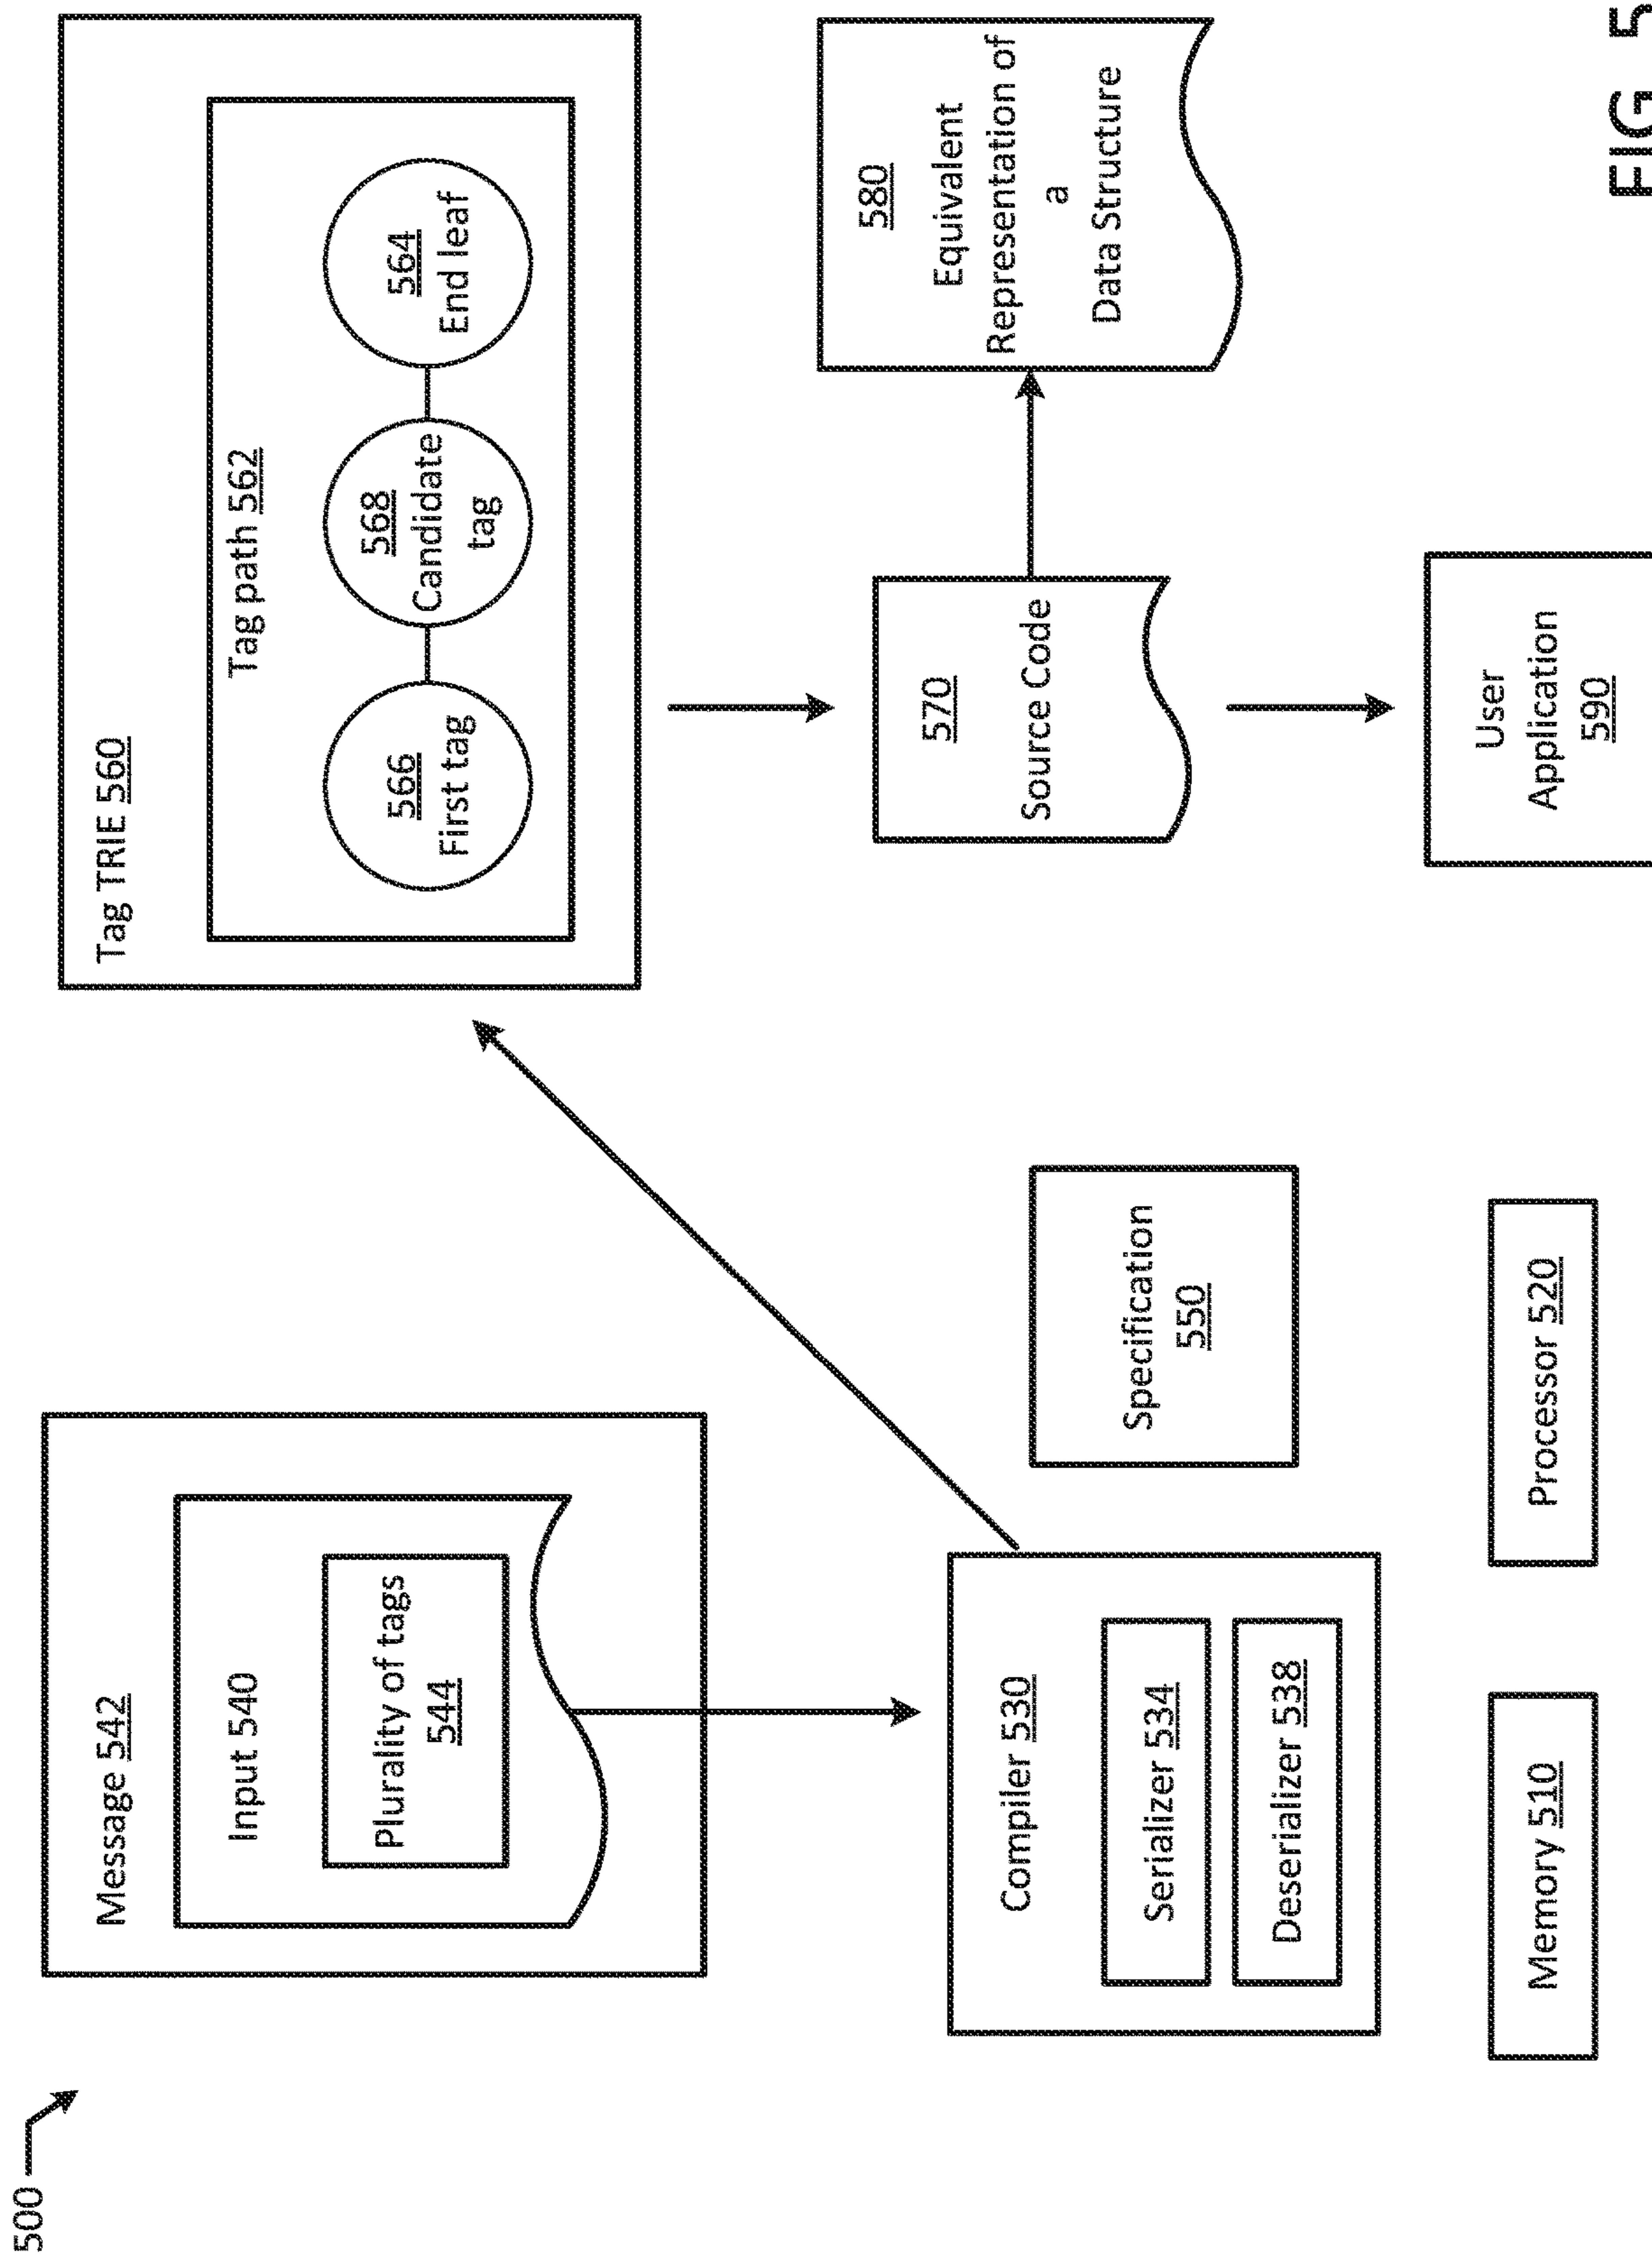 500
Message 542
Input 540
Plurality of tags
544
Compiler 530
Serializer 534
Deserializer 538
Specification
550
Memory 510
Processor 520
Tag TRIE 560
Tag path 562
566
First tag
568
Candidate
tag
564
End leaf
570
Source Code
580
Equivalent
Representation of
a
Data Structure
User
Application
590
FIG 5